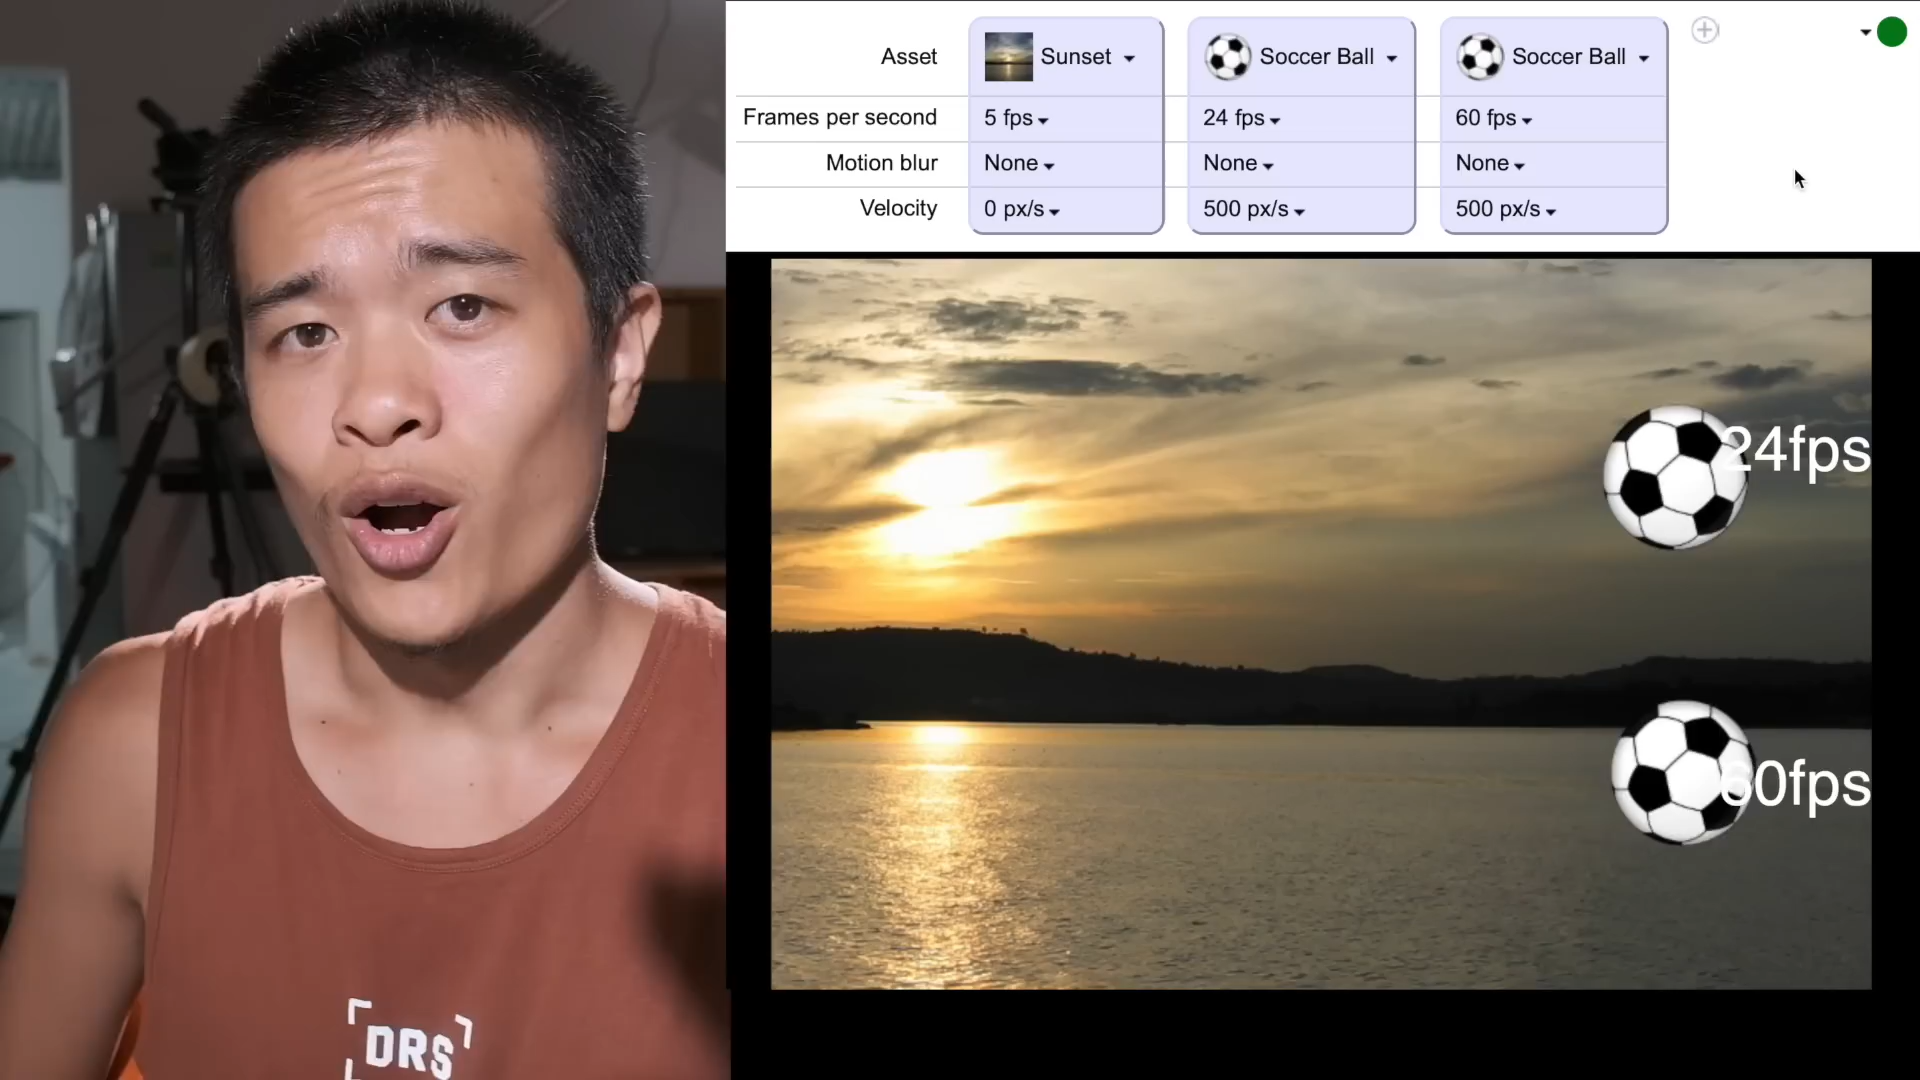 Asset Sunset Soccer Ball Soccer Ball
Frames per second 5 fps 24 fps 60 fps
Motion blur None None None
Velocity 0 px/s 500 px/s 500 px/s
24fps
60fps
DRS